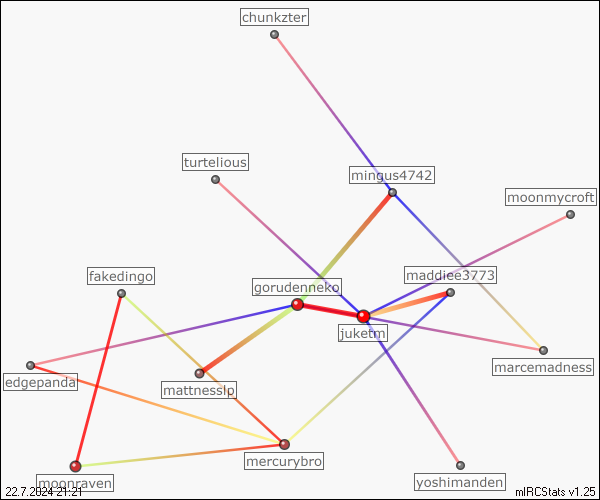 chunkzter
turtelious
mingus4742
moonmycroft
fakedingo
maddiee3773
gorudenneko
juketm
edgepanda
mattnesslp
marcemadness
mercurybro
moonraven
yoshimanden
22.7.2024 21:21
mIRCStats v1.25